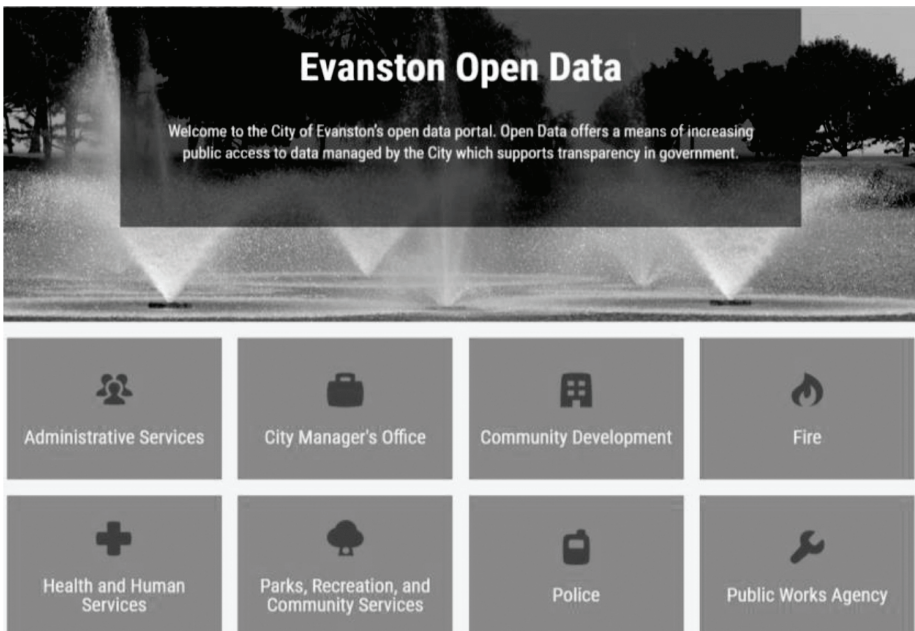 Evanston Open Data
Welcome to the City of Evanston's open data portal. Open Data offers a means of increasing
public access to data managed by the City which supports transparency in government.
Administrative Services
City Manager's Office
Community Development
Fire
Health and Human
Services
Parks, Recreation, and
Community Services
Police
Public Works Agency